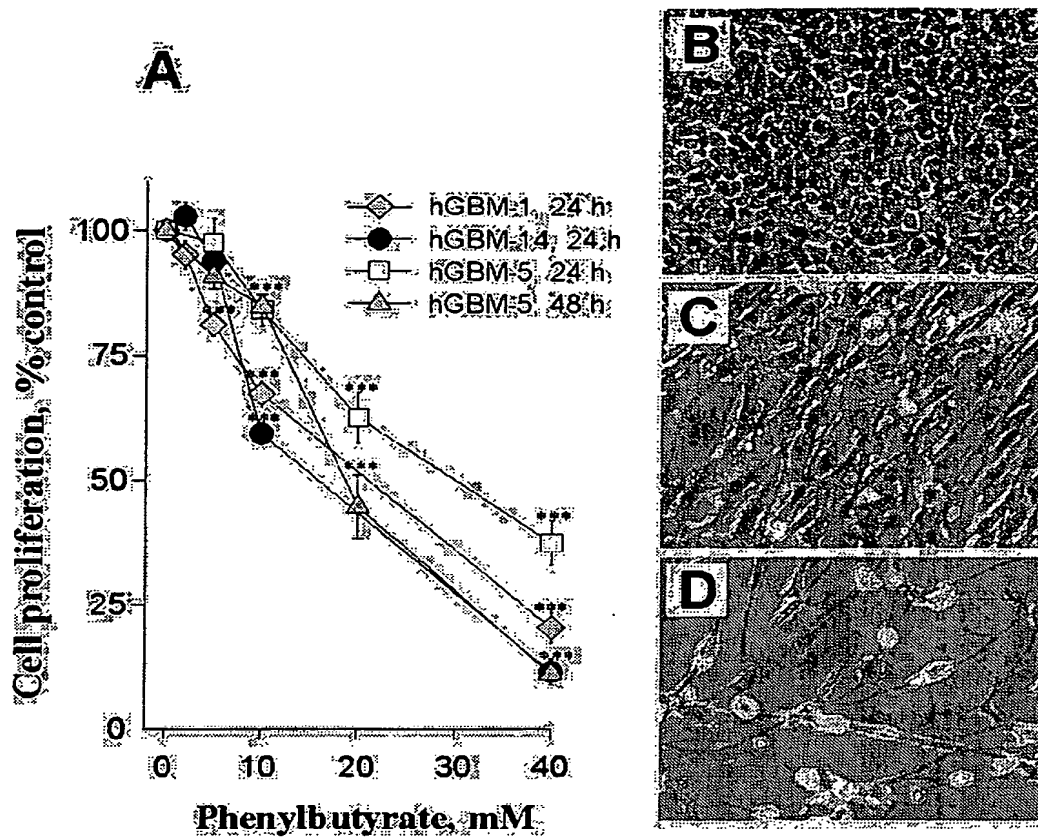 A
Cell proliferation, % control
100
75
50
25
0
hGBM-1, 24 h
hGBM-14, 24 h
hGBM-5, 24 h
hGBM-5, 48 h
***
***
***
***
***
***
***
***
***
0 10 20 30 40
Phenylbutyrate, mM
B
C
D